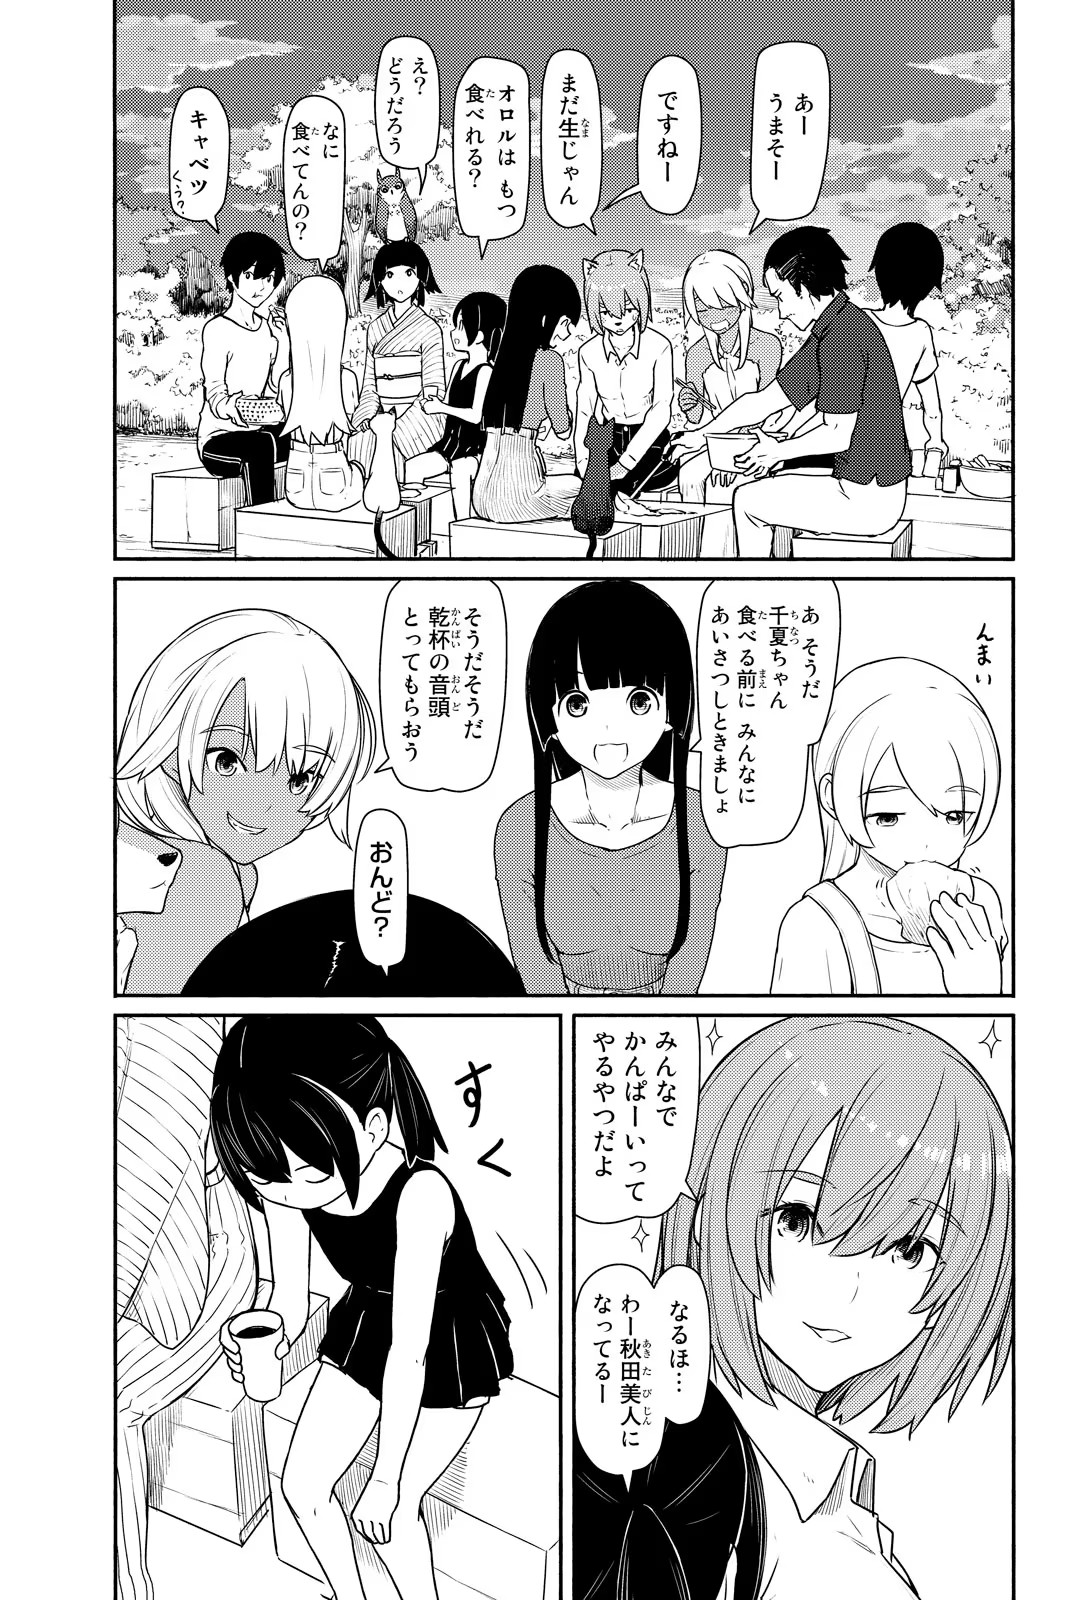 あー
うまそー
ですねー
まだ生じゃん
オロルは もつ
食べれる？
え？
どうだろう
なに
食べてんの？
キャベツ
くう？
んまい
あ そうだ
千夏ちゃん
食べる前に みんなに
あいさつしときましょ
そうだそうだ
乾杯の音頭
とってもらおう
おんど？
みんなで
かんぱーいって
やるやつだよ
なるほ…
わー秋田美人に
なってるー
すく